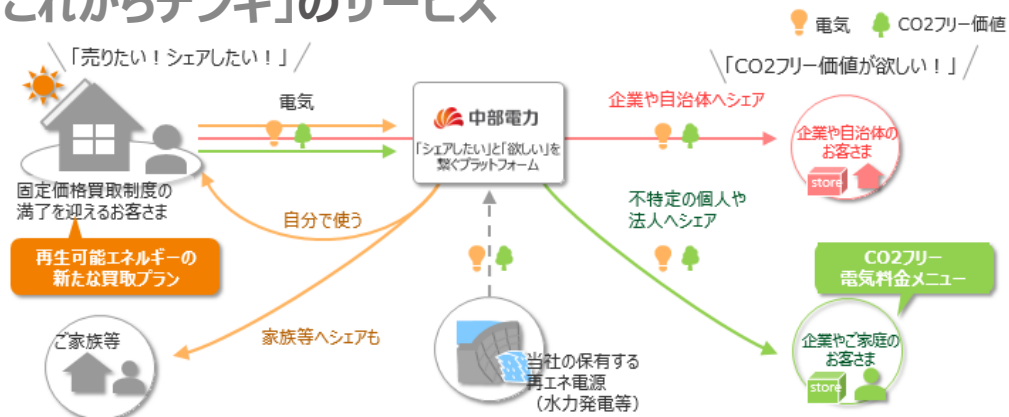 これからデンキ」のサービス
電気
CO2フリー価値
「売りたい！シェアしたい！」
「CO2フリー価値が欲しい！」
電気
中部電力
「シェアしたい」と「欲しい」を
繋ぐプラットフォーム
企業や自治体へシェア
企業や自治体の
お客さま
store
固定価格買取制度の
満了を迎えるお客さま
自分で使う
不特定の個人や
法人へシェア
再生可能エネルギーの
新たな買取プラン
CO2フリー
電気料金メニュー
ご家族等
家族等へシェアも
当社の保有する
再エネ電源
（水力発電等）
企業やご家庭の
お客さま
store